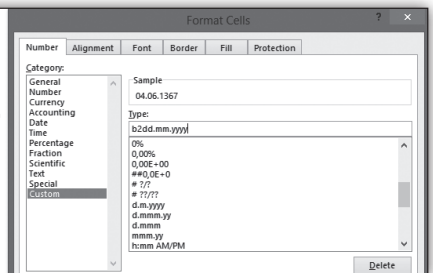 Format Cells ? ×
Number Alignment Font Border Fill Protection
Category:
General
Number
Currency
Accounting
Date
Time
Percentage
Fraction
Scientific
Text
Special
Custom
Sample
04.06.1367
Type:
b2dd.mm.yyyy
0%
0,00%
0,00E+00
##0,0E+0
# ?/?
# ??/??
d.m.yyyy
d.mmm.yy
d.mmm
mmm.yy
h:mm AM/PM
Delete